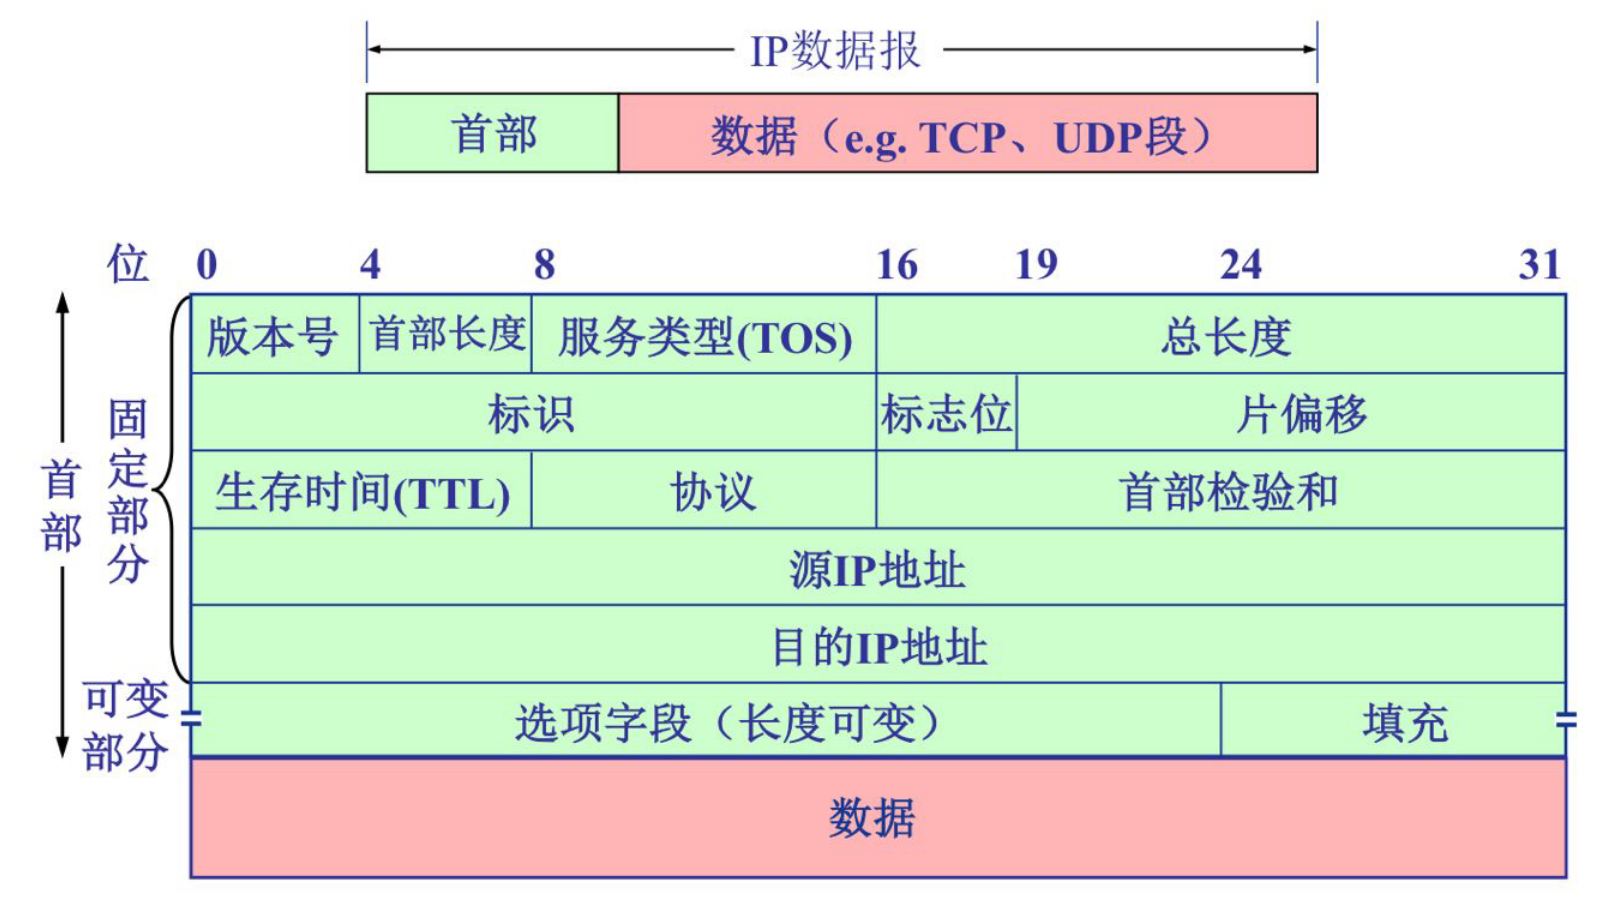 IP数据报
首部 数据（e.g. TCP、UDP段）
位 0 4 8 16 19 24 31
版本号 首部长度 服务类型(TOS) 总长度
标识 标志位 片偏移
生存时间(TTL) 协议 首部检验和
源IP地址
目的IP地址
选项字段（长度可变） 填充
数据
首部
固定部分
可变部分